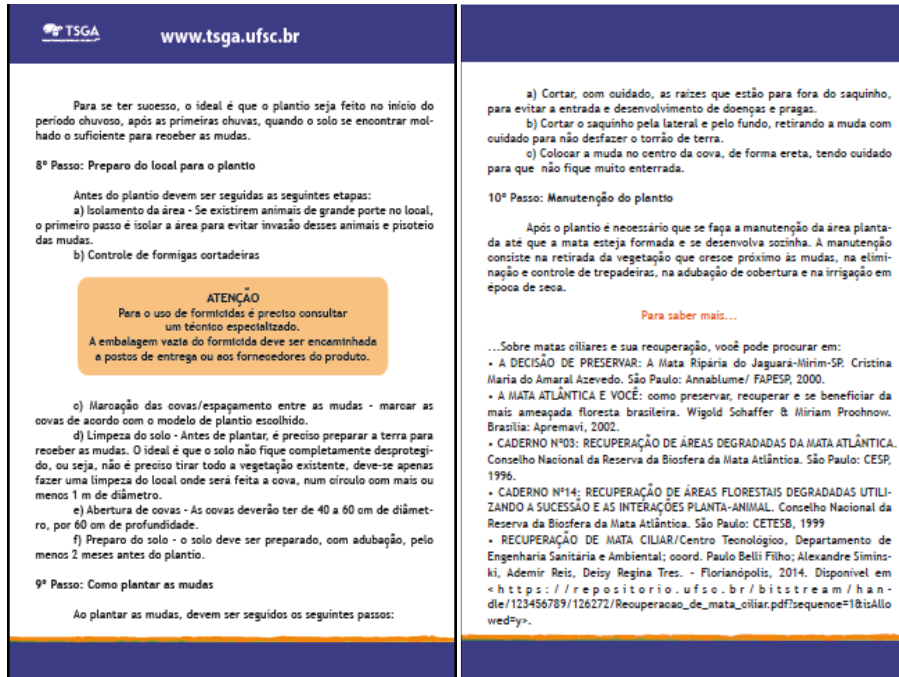 TSGA
www.tsga.ufsc.br
Para se ter sucesso, o ideal é que o plantio seja feito no início do
período chuvoso, após as primeiras chuvas, quando o solo se encontrar mol-
hado o suficiente para receber as mudas.
8º Passo: Preparo do local para o plantio
Antes do plantio devem ser seguidas as seguintes etapas:
a) Isolamento da área - Se existirem animais de grande porte no local,
o primeiro passo é isolar a área para evitar invasão desses animais e pisoteio
das mudas.
b) Controle de formigas cortadeiras
ATENÇÃO
Para o uso de formicidas é preciso consultar
um técnico especializado.
A embalagem vazia do formicida deve ser encaminhada
a postos de entrega ou aos fornecedores do produto.
c) Marcação das covas/espaçamento entre as mudas - marcar as
covas de acordo com o modelo de plantio escolhido.
d) Limpeza do solo - Antes de plantar, é preciso preparar a terra para
receber as mudas. O ideal é que o solo não fique completamente desprotegi-
do, ou seja, não é preciso tirar todo a vegetação existente, deve-se apenas
fazer uma limpeza do local onde será feita a cova, num círculo com mais ou
menos 1 m de diâmetro.
e) Abertura de covas - As covas deverão ter de 40 a 60 cm de diâmet-
ro, por 60 cm de profundidade.
f) Preparo do solo - o solo deve ser preparado, com adubação, pelo
menos 2 meses antes do plantio.
9º Passo: Como plantar as mudas
Ao plantar as mudas, devem ser seguidos os seguintes passos:
a) Cortar, com cuidado, as raízes que estão para fora do saquinho,
para evitar a entrada e desenvolvimento de doenças e pragas.
b) Cortar o saquinho pela lateral e pelo fundo, retirando a muda com
cuidado para não desfazer o torrão de terra.
c) Colocar a muda no centro da cova, de forma ereta, tendo cuidado
para que não fique muito enterrada.
10º Passo: Manutenção do plantio
Após o plantio é necessário que se faça a manutenção da área planta-
da até que a mata esteja formada e se desenvolva sozinha. A manutenção
consiste na retirada da vegetação que cresce próximo às mudas, na elimi-
nação e controle de trepadeiras, na adubação de cobertura e na irrigação em
época de seca.
Para saber mais...
...Sobre matas ciliares e sua recuperação, você pode procurar em:
• A DECISÃO DE PRESERVAR: A Mata Ripária do Jaguará-Mirim-SP. Cristina
Maria do Amaral Azevedo. São Paulo: Annablume/ FAPESP, 2000.
• A MATA ATLÂNTICA E VOCÊ: como preservar, recuperar e se beneficiar da
mais ameaçada floresta brasileira. Wigold Schaffer & Miriam Prochnow.
Brasília: Apremavi, 2002.
• CADERNO Nº03: RECUPERAÇÃO DE ÁREAS DEGRADADAS DA MATA ATLÂNTICA.
Conselho Nacional da Reserva da Biosfera da Mata Atlântica. São Paulo: CESP,
1996.
• CADERNO Nº14: RECUPERAÇÃO DE ÁREAS FLORESTAIS DEGRADADAS UTILI-
ZANDO A SUCESSÃO E AS INTERAÇÕES PLANTA-ANIMAL. Conselho Nacional da
Reserva da Biosfera da Mata Atlântica. São Paulo: CETESB, 1999
• RECUPERAÇÃO DE MATA CILIAR/Centro Tecnológico, Departamento de
Engenharia Sanitária e Ambiental; coord. Paulo Belli Filho; Alexandre Simins-
ki, Ademir Reis, Deisy Regina Tres. - Florianópolis, 2014. Disponível em
<https://repositorio.ufsc.br/bitstream/han-
dle/123456789/126272/Recuperacao_de_mata_ciliar.pdf?sequence=1&isAllo
wed=y>.